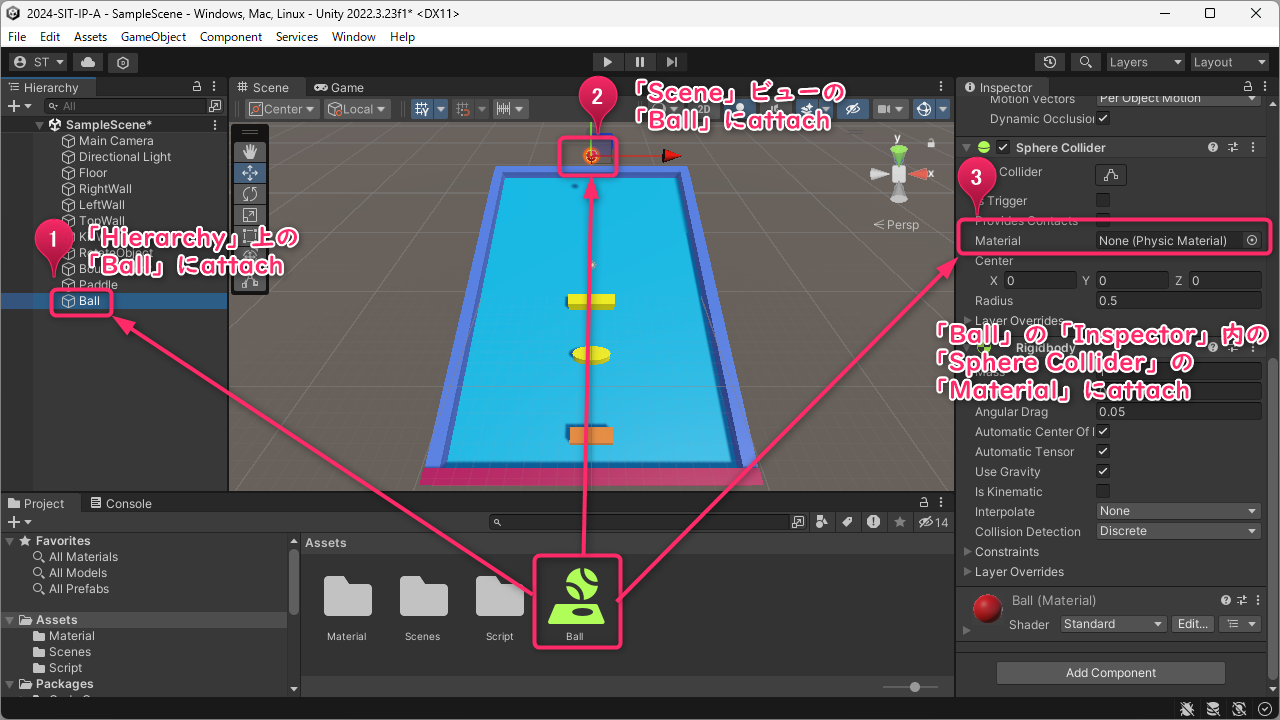 2024-SIT-IP-A - SampleScene - Windows, Mac, Linux - Unity 2022.3.23f1* <DX11>
File Edit Assets GameObject Component Services Window Help
ST
Layers
Layout
Hierarchy
All
SampleScene*
Main Camera
Directional Light
Floor
RightWall
LeftWall
TopWall
Paddle
Ball
1
「Hierarchy」上の
「Ball」にattach
Scene
Game
Center
Local
2D
2
「Scene」ビューの
「Ball」にattach
y
x
Persp
Inspector
Motion Vectors Per Object Motion
Dynamic Occlusion
Sphere Collider
Collider
3
Is Trigger
Provides Contacts
Material None (Physic Material)
Center
X 0 Y 0 Z 0
Radius 0.5
Layer Overrides
Rigidbody
「Ball」の「Inspector」内の
「Sphere Collider」の
「Material」にattach
Mass
Angular Drag 0.05
Automatic Center Of
Automatic Tensor
Use Gravity
Is Kinematic
Interpolate None
Collision Detection Discrete
Constraints
Layer Overrides
Ball (Material)
Shader Standard Edit...
Add Component
Project
Console
14
Favorites
All Materials
All Models
All Prefabs
Assets
Material
Scenes
Script
Packages
Assets
Material
Scenes
Script
Ball